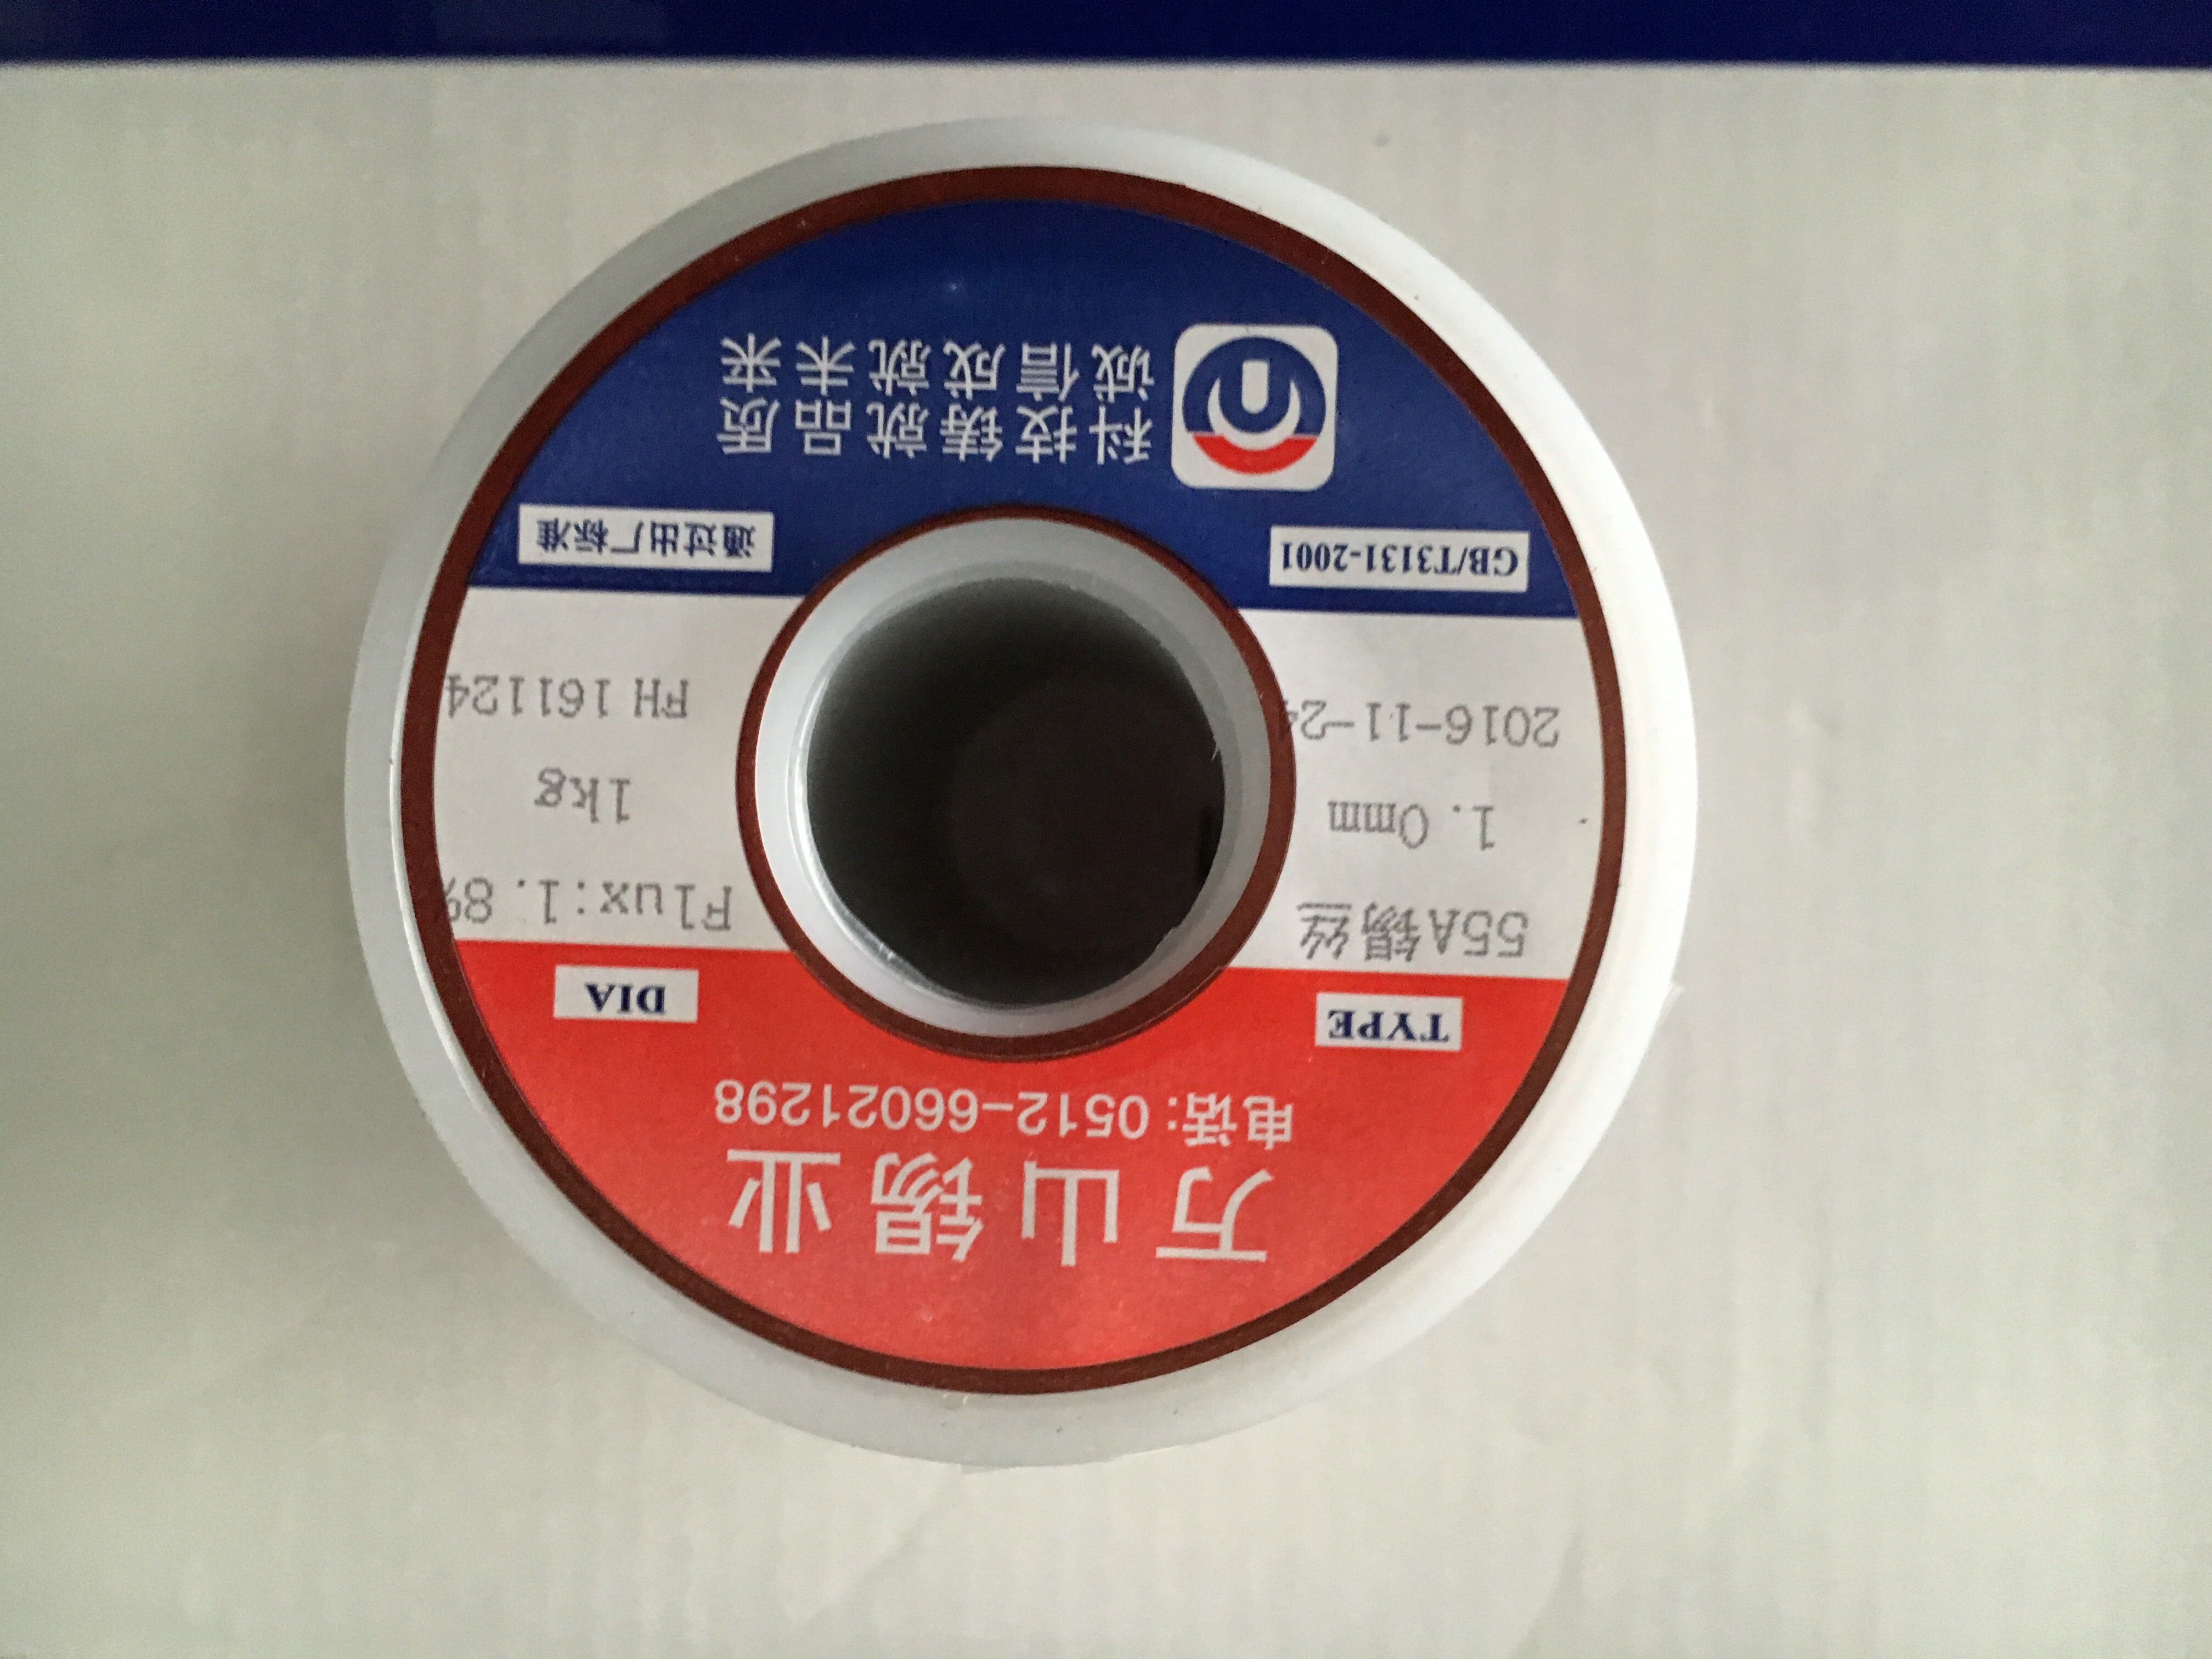 万山锡业
电话: 0512-66021298
TYPE
DIA
55A锡丝
Flux:1.8%
1.0mm
1kg
2016-11-24
FH 161124
GB/T3131-2001
通过出厂标准
科技铸就品质
诚信成就未来